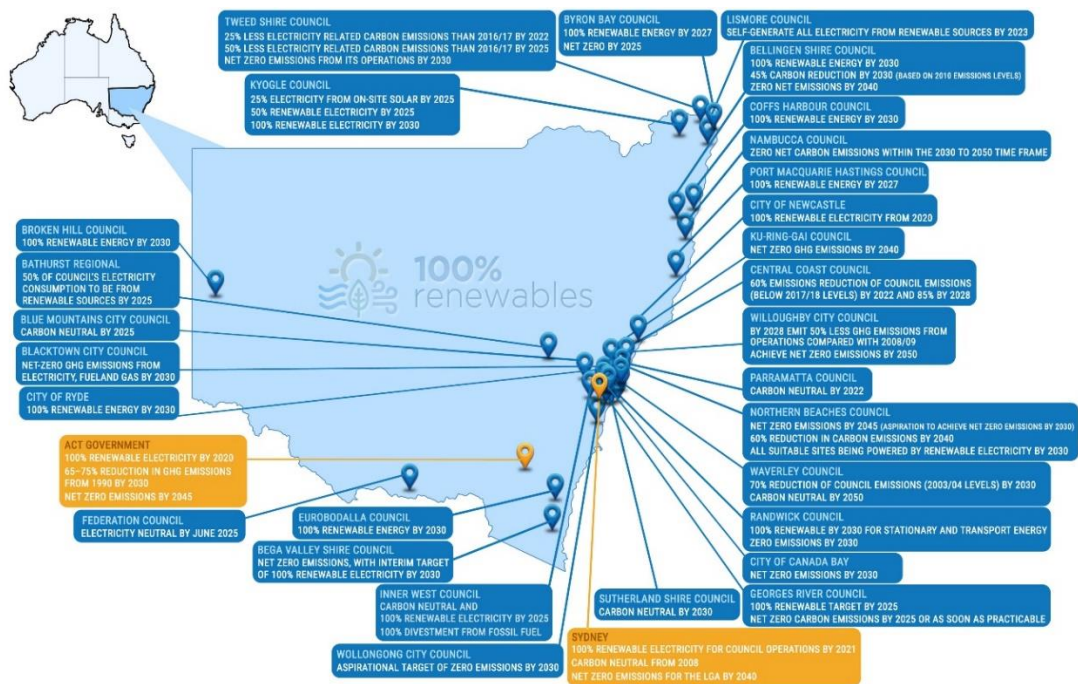 TWEED SHIRE COUNCIL
25% LESS ELECTRICITY RELATED CARBON EMISSIONS THAN 2016/17 BY 2022
50% LESS ELECTRICITY RELATED CARBON EMISSIONS THAN 2016/17 BY 2025
NET ZERO EMISSIONS FROM ITS OPERATIONS BY 2030
BYRON BAY COUNCIL
100% RENEWABLE ENERGY BY 2027
NET ZERO BY 2025
LISMORE COUNCIL
SELF-GENERATE ALL ELECTRICITY FROM RENEWABLE SOURCES BY 2023
BELLINGEN SHIRE COUNCIL
100% RENEWABLE ENERGY BY 2030
45% CARBON REDUCTION BY 2030 (BASED ON 2010 EMISSIONS LEVELS)
ZERO NET EMISSIONS BY 2040
KYOGLE COUNCIL
25% ELECTRICITY FROM ON-SITE SOLAR BY 2025
50% RENEWABLE ELECTRICITY BY 2025
100% RENEWABLE ELECTRICITY BY 2030
COFFS HARBOUR COUNCIL
100% RENEWABLE ENERGY BY 2030
NAMBUCCA COUNCIL
ZERO NET CARBON EMISSIONS WITHIN THE 2030 TO 2050 TIME FRAME
PORT MACQUARIE HASTINGS COUNCIL
100% RENEWABLE ENERGY BY 2027
CITY OF NEWCASTLE
100% RENEWABLE ELECTRICITY FROM 2020
KU-RING-GAI COUNCIL
NET ZERO GHG EMISSIONS BY 2040
CENTRAL COAST COUNCIL
60% EMISSIONS REDUCTION OF COUNCIL EMISSIONS
(BELOW 2017/18 LEVELS) BY 2022 AND 85% BY 2028
WILLOUGHBY CITY COUNCIL
BY 2028 EMIT 50% LESS GHG EMISSIONS FROM
OPERATIONS COMPARED WITH 2008/09
ACHIEVE NET ZERO EMISSIONS BY 2050
PARRAMATTA COUNCIL
CARBON NEUTRAL BY 2022
NORTHERN BEACHES COUNCIL
NET ZERO EMISSIONS BY 2045 (ASPIRATION TO ACHIEVE NET ZERO EMISSIONS BY 2030)
60% REDUCTION IN CARBON EMISSIONS BY 2040
ALL SUITABLE SITES BEING POWERED BY RENEWABLE ELECTRICITY BY 2030
WAVERLEY COUNCIL
70% REDUCTION OF COUNCIL EMISSIONS (2003/04 LEVELS) BY 2030
CARBON NEUTRAL BY 2050
RANDWICK COUNCIL
100% RENEWABLE BY 2030 FOR STATIONARY AND TRANSPORT ENERGY
ZERO EMISSIONS BY 2030
CITY OF CANADA BAY
NET ZERO EMISSIONS BY 2030
GEORGES RIVER COUNCIL
100% RENEWABLE TARGET BY 2025
NET ZERO CARBON EMISSIONS BY 2025 OR AS SOON AS PRACTICABLE
100%
renewables
BROKEN HILL COUNCIL
100% RENEWABLE ENERGY BY 2030
BATHURST REGIONAL
50% OF COUNCIL'S ELECTRICITY
CONSUMPTION TO BE FROM
RENEWABLE SOURCES BY 2025
BLUE MOUNTAINS CITY COUNCIL
CARBON NEUTRAL BY 2025
BLACKTOWN CITY COUNCIL
NET-ZERO GHG EMISSIONS FROM
ELECTRICITY, FUELAND GAS BY 2030
CITY OF RYDE
100% RENEWABLE ENERGY BY 2030
ACT GOVERNMENT
100% RENEWABLE ELECTRICITY BY 2020
65–75% REDUCTION IN GHG EMISSIONS
FROM 1990 BY 2030
NET ZERO EMISSIONS BY 2045
FEDERATION COUNCIL
ELECTRICITY NEUTRAL BY JUNE 2025
EUROBODALLA COUNCIL
100% RENEWABLE ENERGY BY 2030
BEGA VALLEY SHIRE COUNCIL
NET ZERO EMISSIONS, WITH INTERIM TARGET
OF 100% RENEWABLE ELECTRICITY BY 2030
INNER WEST COUNCIL
CARBON NEUTRAL AND
100% RENEWABLE ELECTRICITY BY 2025
100% DIVESTMENT FROM FOSSIL FUEL
WOLLONGONG CITY COUNCIL
ASPIRATIONAL TARGET OF ZERO EMISSIONS BY 2030
SUTHERLAND SHIRE COUNCIL
CARBON NEUTRAL BY 2030
SYDNEY
100% RENEWABLE ELECTRICITY FOR COUNCIL OPERATIONS BY 2021
CARBON NEUTRAL FROM 2008
NET ZERO EMISSIONS FOR THE LGA BY 2040